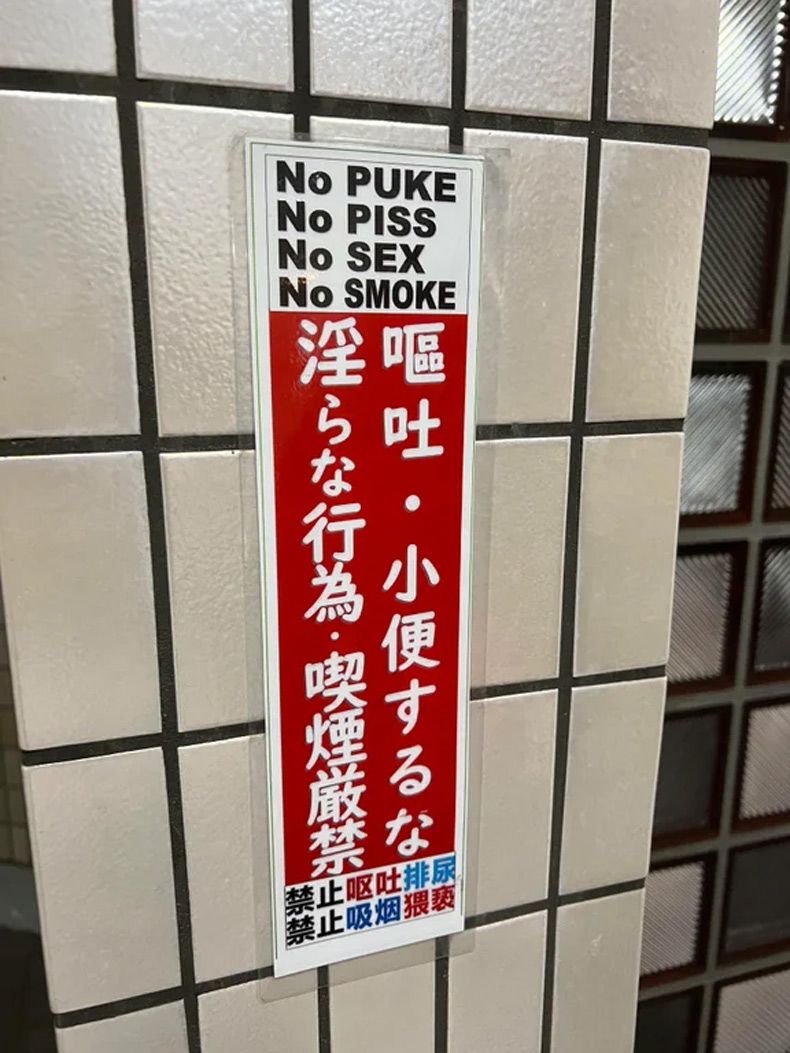 No PUKE
No PISS
No SEX
No SMOKE
嘔吐・小便するな
淫らな行為・喫煙厳禁
禁止呕吐排尿
禁止吸烟猥亵